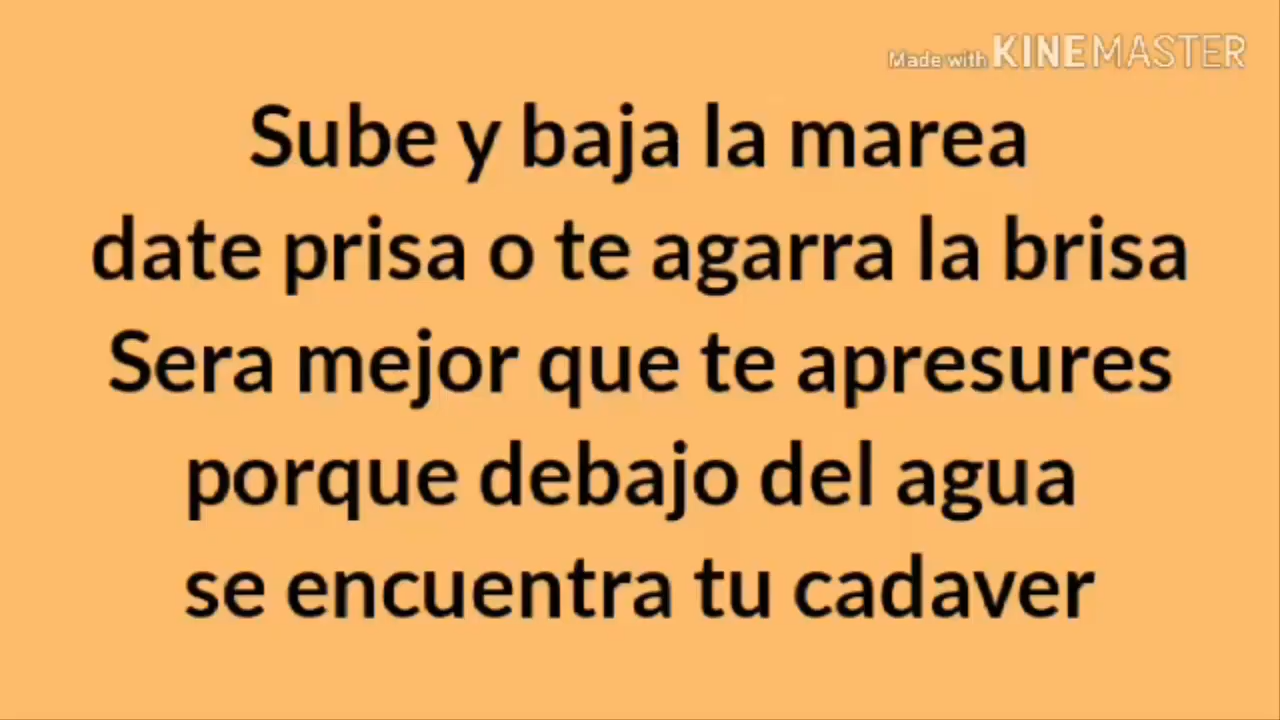 Made with KINEMASTER
Sube y baja la marea
date prisa o te agarra la brisa
Sera mejor que te apresures
porque debajo del agua
se encuentra tu cadaver